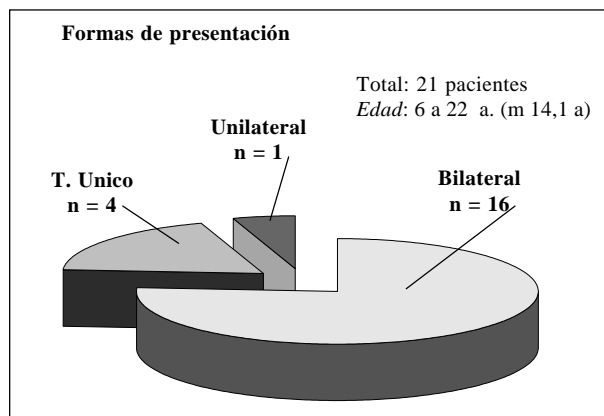 Formas de presentación
Total: 21 pacientes
Edad: 6 a 22 a. (m 14,1 a)
Unilateral
n = 1
T. Unico
n = 4
Bilateral
n = 16